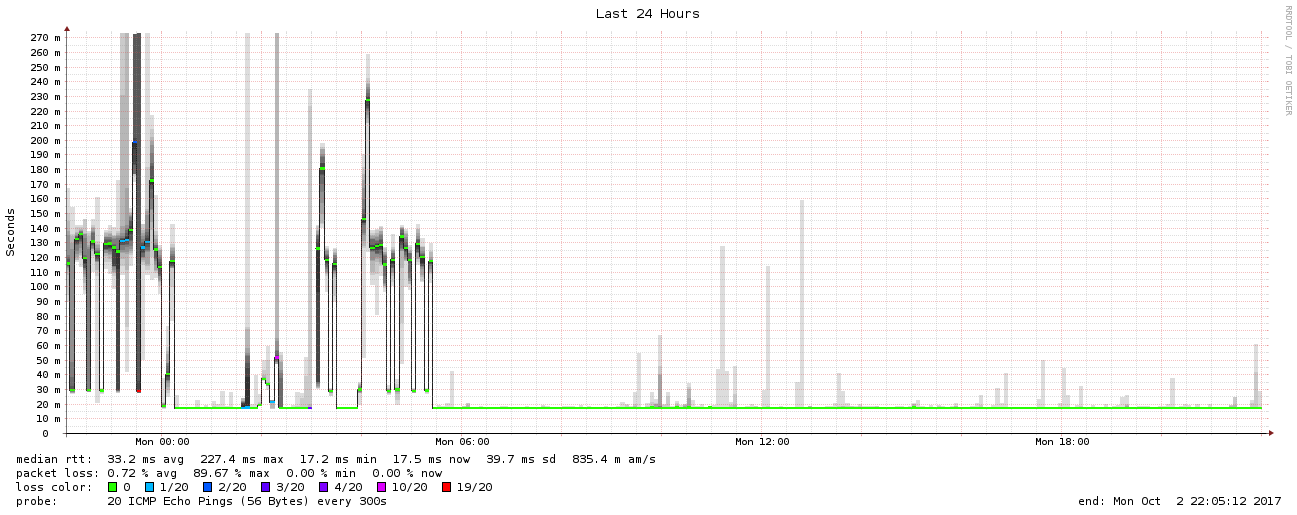 Last 24 Hours
RRDTOOL / TOBI OETIKER
Seconds
270 m
260 m
250 m
240 m
230 m
220 m
210 m
200 m
190 m
180 m
170 m
160 m
150 m
140 m
130 m
120 m
110 m
100 m
90 m
80 m
70 m
60 m
50 m
40 m
30 m
20 m
10 m
0
Mon 00:00 Mon 06:00 Mon 12:00 Mon 18:00
median rtt: 33.2 ms avg 227.4 ms max 17.2 ms min 17.5 ms now 39.7 ms sd 835.4 m am/s
packet loss: 0.72 % avg 89.67 % max 0.00 % min 0.00 % now
loss color: 0 1/20 2/20 3/20 4/20 10/20 19/20
probe: 20 ICMP Echo Pings (56 Bytes) every 300s end: Mon Oct 2 22:05:12 2017